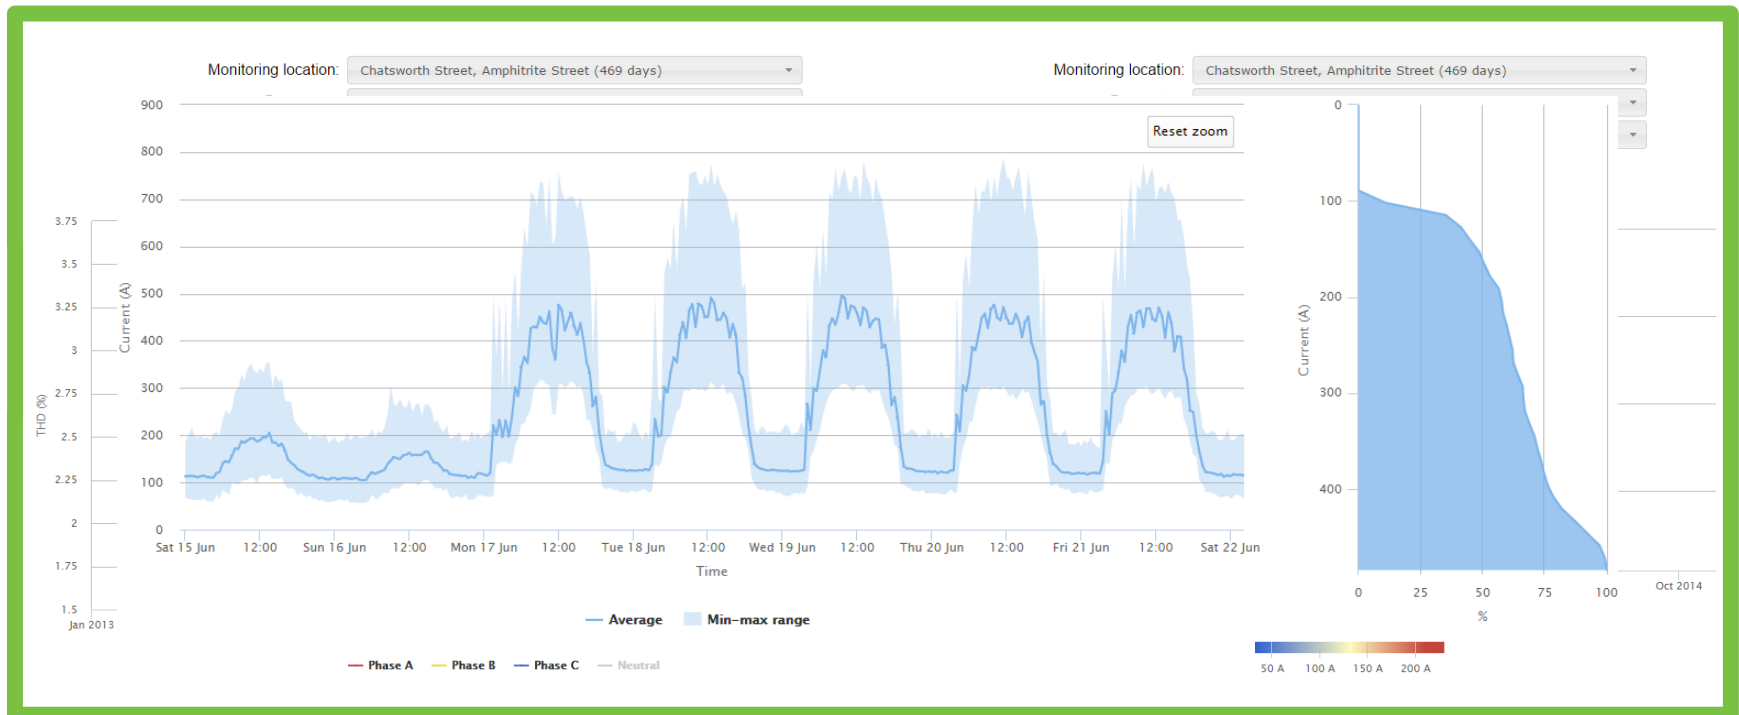 Monitoring location: Chatsworth Street, Amphitrite Street (469 days)
Monitoring location: Chatsworth Street, Amphitrite Street (469 days)
Reset zoom
900
800
700
600
500
400
300
200
100
0
Current (A)
Sat 15 Jun 12:00 Sun 16 Jun 12:00 Mon 17 Jun 12:00 Tue 18 Jun 12:00 Wed 19 Jun 12:00 Thu 20 Jun 12:00 Fri 21 Jun 12:00 Sat 22 Jun
Time
Average Min-max range
Phase A Phase B Phase C Neutral
3.75
3.5
3.25
3
2.75
2.5
2.25
2
1.75
1.5
THD (%)
Jan 2013
0
100
200
300
400
Current (A)
0 25 50 75 100
%
Oct 2014
50 A 100 A 150 A 200 A